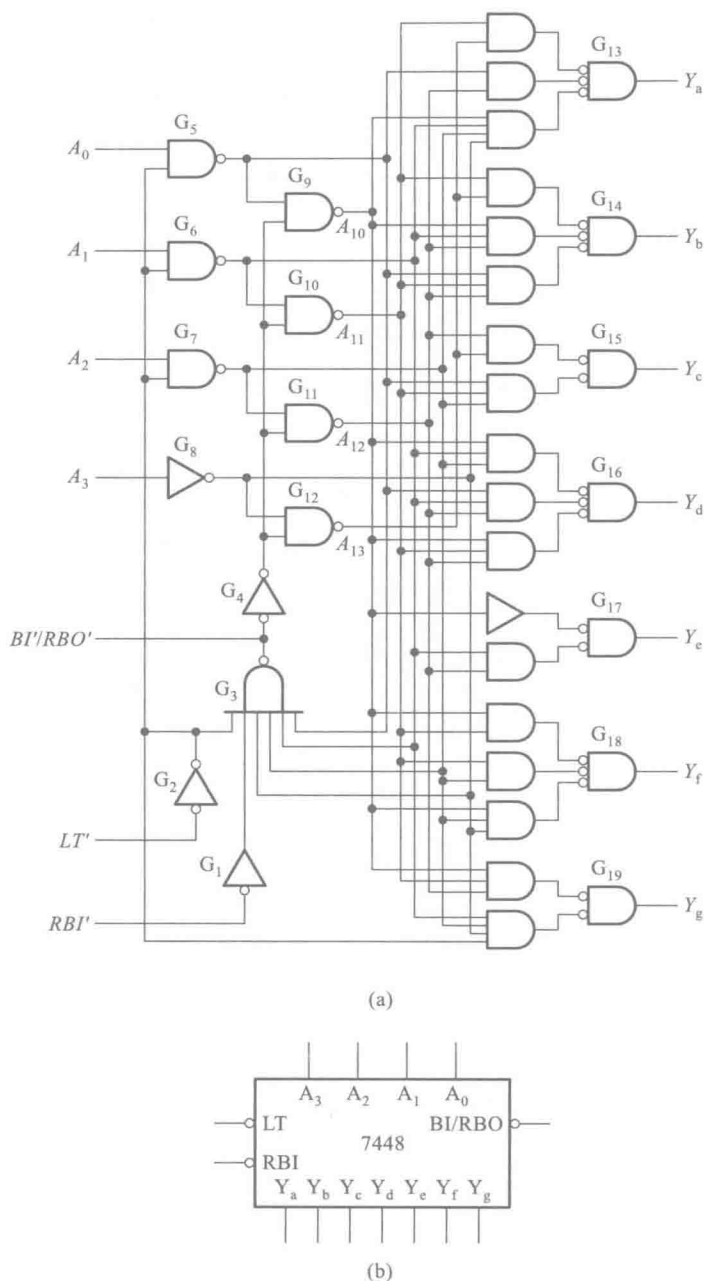 G13
Ya
G5
A0
G9
A10
G14
Yb
G6
A1
G10
A11
G7
A2
G15
Yc
G11
A12
G8
A3
G12
A13
G16
Yd
G4
BI'/RBO'
G17
Ye
G3
G2
LT'
G18
Yf
G1
RBI'
G19
Yg
(a)
A3 A2 A1 A0
LT BI/RBO
7448
RBI
Ya Yb Yc Yd Ye Yf Yg
(b)